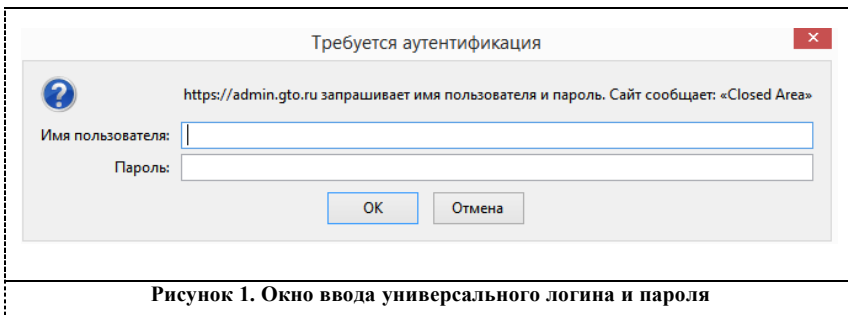 Требуется аутентификация
https://admin.gto.ru запрашивает имя пользователя и пароль. Сайт сообщает: «Closed Area»
Имя пользователя:
Пароль:
ОК Отмена
Рисунок 1. Окно ввода универсального логина и пароля